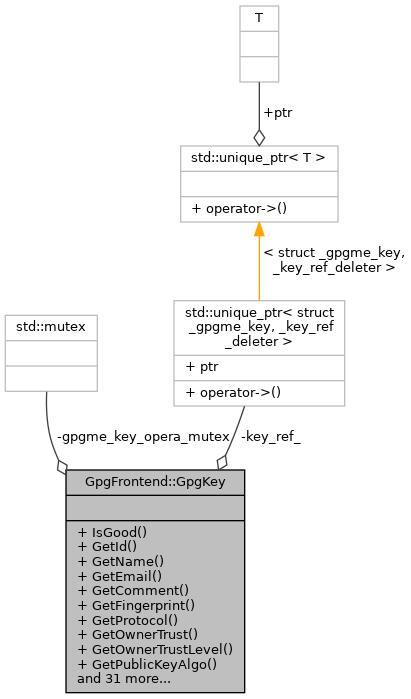 T
+ptr
std::unique_ptr< T >
+ operator->()
< struct _gpgme_key,
_key_ref_deleter >
std::unique_ptr< struct
_gpgme_key, _key_ref
_deleter >
+ ptr
+ operator->()
std::mutex
-gpgme_key_opera_mutex
-key_ref_
GpgFrontend::GpgKey
+ IsGood()
+ GetId()
+ GetName()
+ GetEmail()
+ GetComment()
+ GetFingerprint()
+ GetProtocol()
+ GetOwnerTrust()
+ GetOwnerTrustLevel()
+ GetPublicKeyAlgo()
and 31 more...